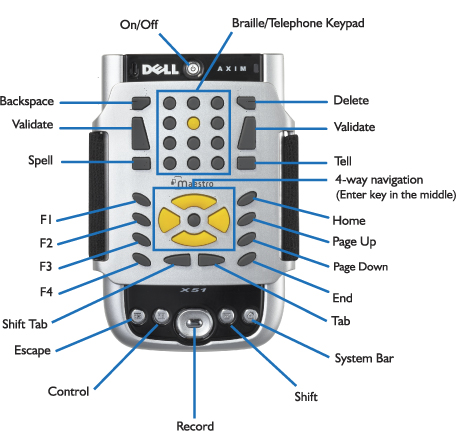 On/Off
Braille/Telephone Keypad
DELL AXIM
Backspace
Delete
Validate
Validate
Spell
Tell
maestro
4-way navigation
(Enter key in the middle)
F1
Home
F2
Page Up
F3
Page Down
F4
End
X51
Shift Tab
Tab
Escape
System Bar
Control
Shift
Record